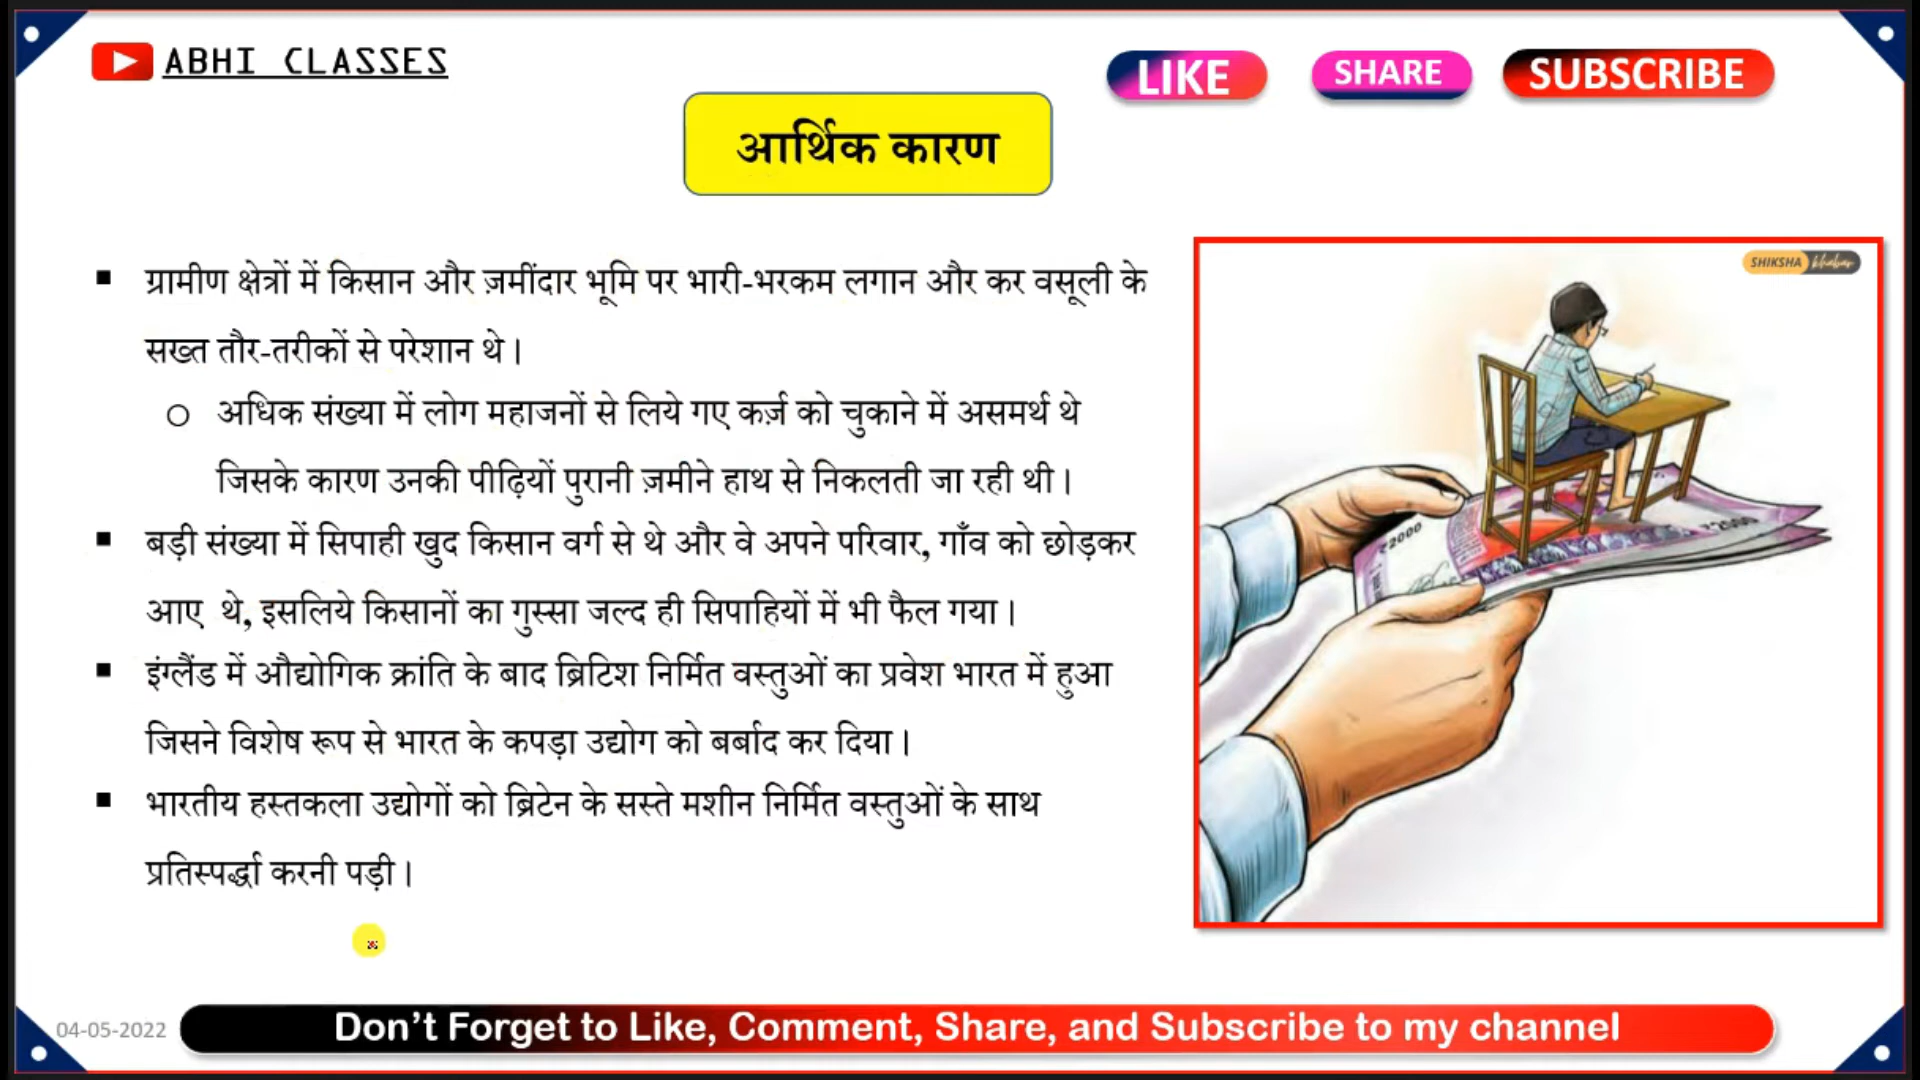 ABHI CLASSES
LIKE
SHARE
SUBSCRIBE
आर्थिक कारण
ग्रामीण क्षेत्रों में किसान और ज़मींदार भूमि पर भारी-भरकम लगान और कर वसूली के
सख्त तौर-तरीकों से परेशान थे।
अधिक संख्या में लोग महाजनों से लिये गए कर्ज़ को चुकाने में असमर्थ थे
जिसके कारण उनकी पीढ़ियों पुरानी ज़मीने हाथ से निकलती जा रही थी।
बड़ी संख्या में सिपाही खुद किसान वर्ग से थे और वे अपने परिवार, गाँव को छोड़कर
आए थे, इसलिये किसानों का गुस्सा जल्द ही सिपाहियों में भी फैल गया।
इंग्लैंड में औद्योगिक क्रांति के बाद ब्रिटिश निर्मित वस्तुओं का प्रवेश भारत में हुआ
जिसने विशेष रूप से भारत के कपड़ा उद्योग को बर्बाद कर दिया।
भारतीय हस्तकला उद्योगों को ब्रिटेन के सस्ते मशीन निर्मित वस्तुओं के साथ
प्रतिस्पर्द्धा करनी पड़ी।
SHIKSHA khabar
₹2000
₹2000
04-05-2022
Don't Forget to Like, Comment, Share, and Subscribe to my channel